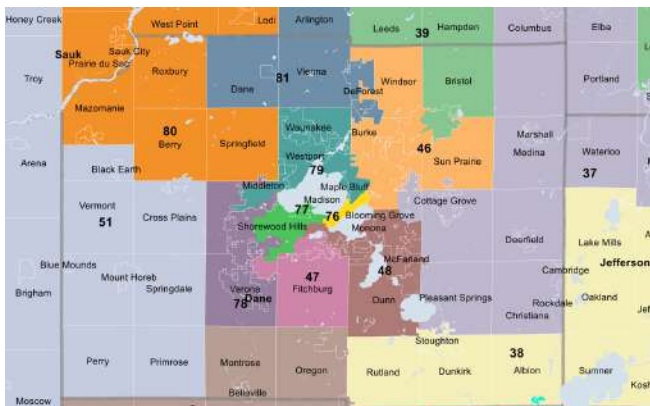 Honey Creek
West Point
Lodi
Arlington
Leeds
39
Hampden
Columbus
Elba
Sauk
Sauk City
Prairie du Sac
Troy
Roxbury
81
Vienna
Dane
DeForest
Windsor
Bristol
Portland
Mazomanie
80
Berry
Springfield
Waunakee
Burke
46
Marshall
Medina
Waterloo
37
Arena
Black Earth
Westport
79
Sun Prairie
Middleton
Maple Bluff
Madison
Vermont
51
Cross Plains
77
76
Shorewood Hills
Blooming Grove
Monona
Cottage Grove
Deerfield
Lake Mills
Jefferson
Blue Mounds
Mount Horeb
Brigham
Springdale
Verona
78
Dane
47
Fitchburg
McFarland
48
Dunn
Pleasant Springs
Cambridge
Rockdale
Christiana
Oakland
Stoughton
38
Perry
Primrose
Montrose
Belleville
Oregon
Rutland
Dunkirk
Albion
Sumner
Moscow